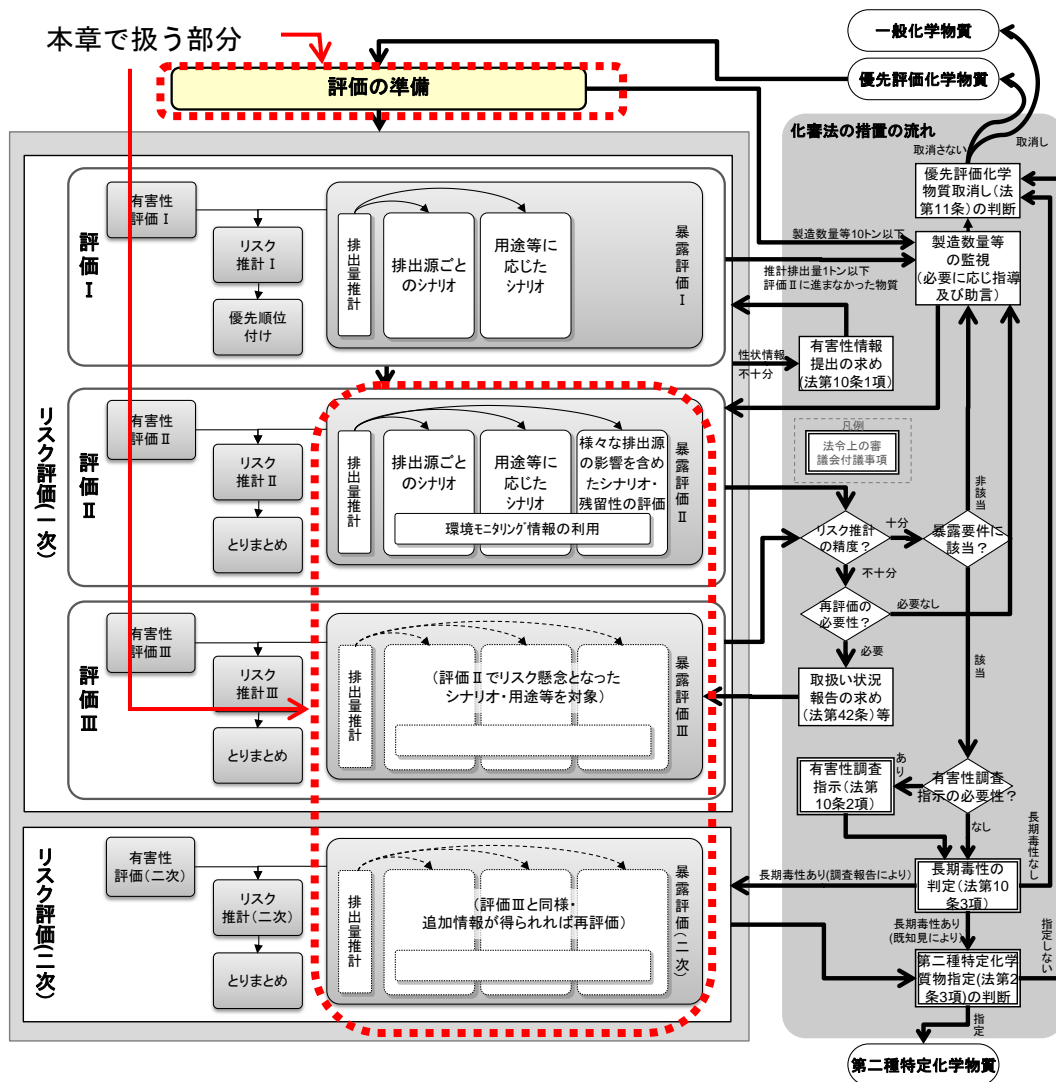 本章で扱う部分
評価の準備
一般化学物質
優先評価化学物質
化審法の措置の流れ
取消さない
取消し
優先評価化学
物質取消し(法
第11条)の判断
製造数量等10トン以下
製造数量等
の監視
(必要に応じ指導
及び助言)
推計排出量1トン以下
評価Ⅱに進まなかった物質
性状情報
不十分
有害性情報
提出の求め
(法第10条1項)
凡例
法令上の審
議会付議事項
リスク評価(一次)
評価Ⅰ
有害性
評価Ⅰ
リスク
推計Ⅰ
優先順位
付け
排出量推計
排出源ごと
のシナリオ
用途等に
応じた
シナリオ
暴露評価Ⅰ
評価Ⅱ
有害性
評価Ⅱ
リスク
推計Ⅱ
とりまとめ
排出量推計
排出源ごと
のシナリオ
用途等に
応じた
シナリオ
様々な排出源
の影響を含め
たシナリオ・
残留性の評価
環境モニタリング情報の利用
暴露評価Ⅱ
リスク推計
の精度?
十分
不十分
暴露要件に
該当?
非該当
該当
再評価の
必要性?
必要なし
必要
取扱い状況
報告の求め
(法第42条)等
評価Ⅲ
有害性
評価Ⅲ
リスク
推計Ⅲ
とりまとめ
排出量推計
(評価Ⅱでリスク懸念となった
シナリオ・用途等を対象)
暴露評価Ⅲ
有害性調査
指示の必要性?
あり
なし
有害性調査
指示(法第
10条2項)
長期毒性なし
長期毒性の
判定(法第10
条3項)
長期毒性あり(調査報告により)
長期毒性あり
(既知見により)
指定しない
リスク評価(二次)
有害性
評価(二次)
リスク
推計(二次)
とりまとめ
排出量推計
(評価Ⅲと同様・
追加情報が得られれば再評価)
暴露評価(二次)
第二種特定化学
質物指定(法第2
条3項)の判断
指定
第二種特定化学物質